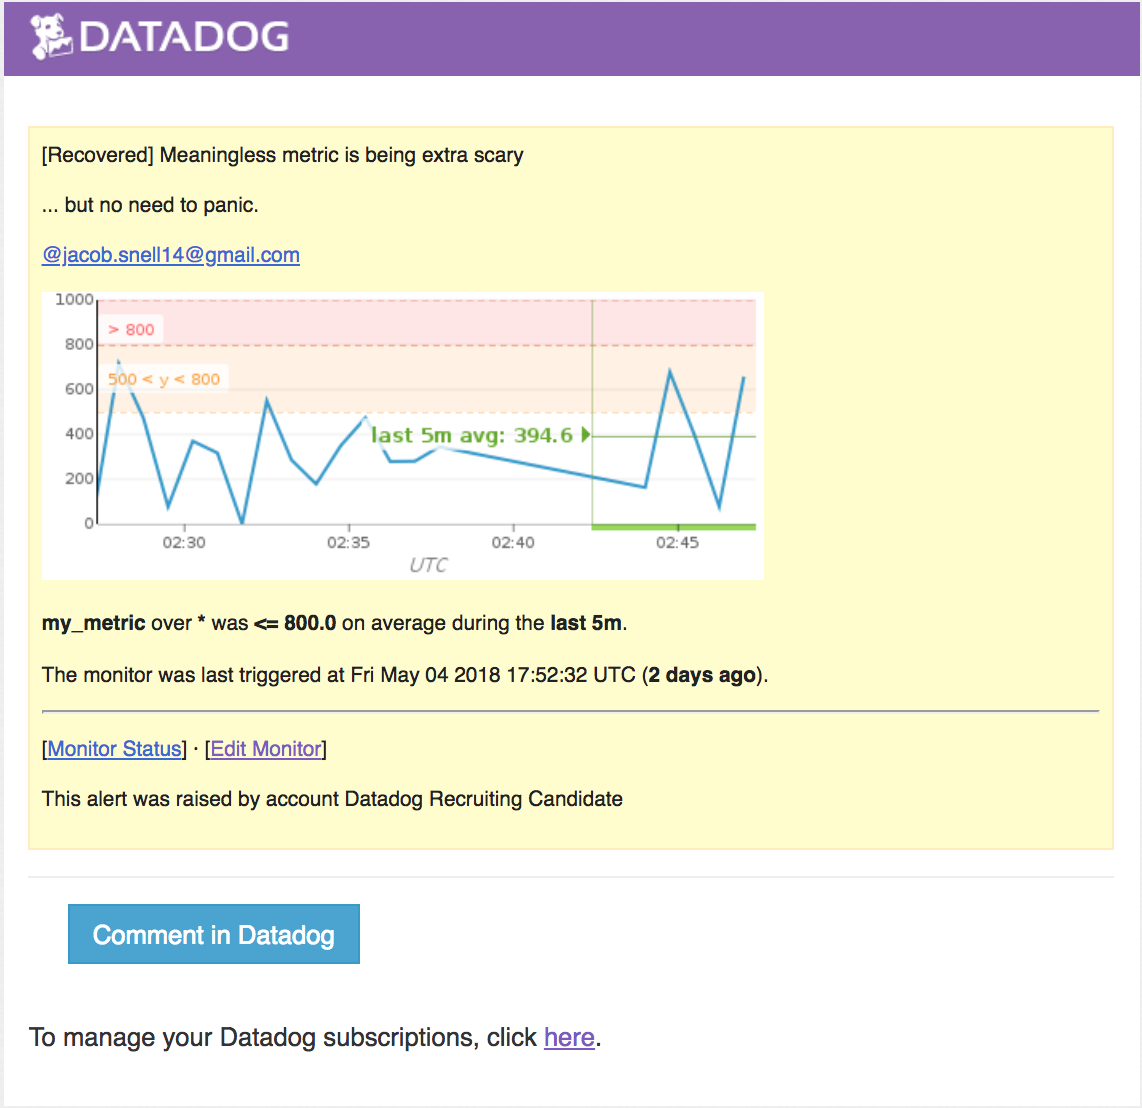 DATADOG
[Recovered] Meaningless metric is being extra scary
... but no need to panic.
@jacob.snell14@gmail.com
1000
> 800
800
500 < y < 800
600
400
last 5m avg: 394.6
200
0
02:30 02:35 02:40 02:45
UTC
my_metric over * was <= 800.0 on average during the last 5m.
The monitor was last triggered at Fri May 04 2018 17:52:32 UTC (2 days ago).
[Monitor Status] · [Edit Monitor]
This alert was raised by account Datadog Recruiting Candidate
Comment in Datadog
To manage your Datadog subscriptions, click here.